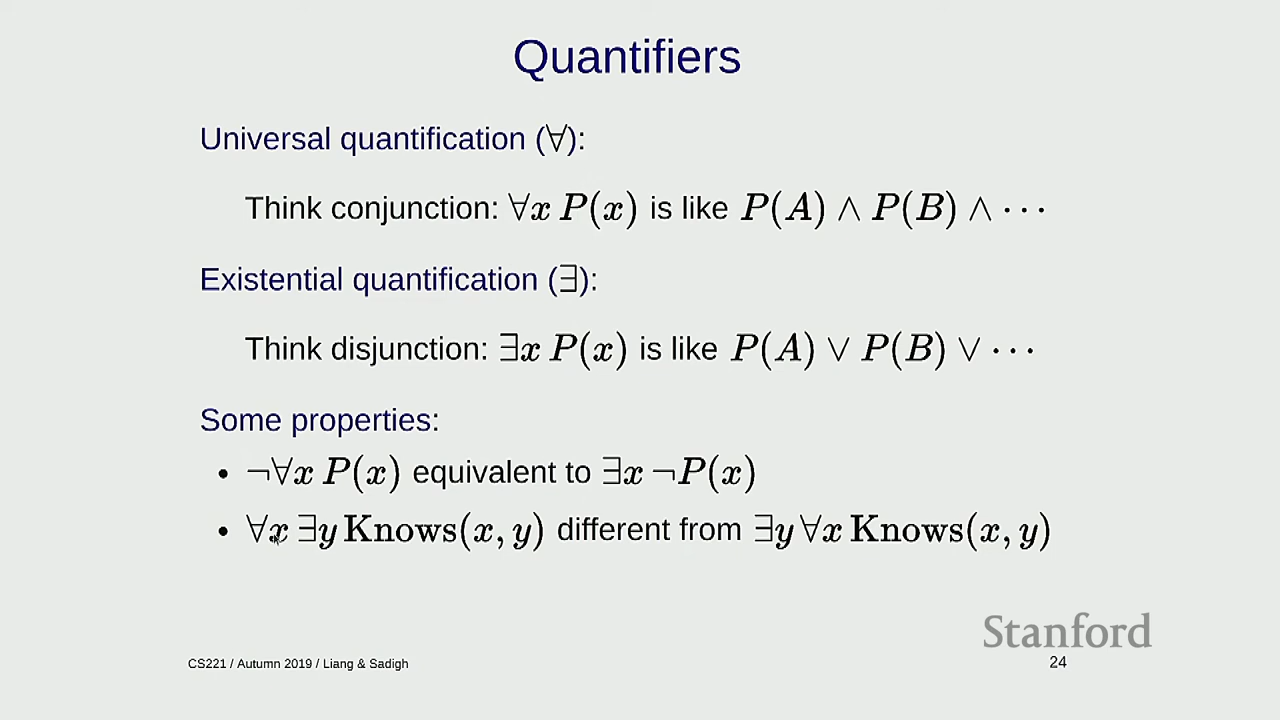 Quantifiers
Universal quantification (∀):
Think conjunction: ∀x P(x) is like P(A) ∧ P(B) ∧ ···
Existential quantification (∃):
Think disjunction: ∃x P(x) is like P(A) ∨ P(B) ∨ ···
Some properties:
• ¬∀x P(x) equivalent to ∃x ¬P(x)
• ∀x ∃y Knows(x, y) different from ∃y ∀x Knows(x, y)
Stanford
CS221 / Autumn 2019 / Liang & Sadigh
24